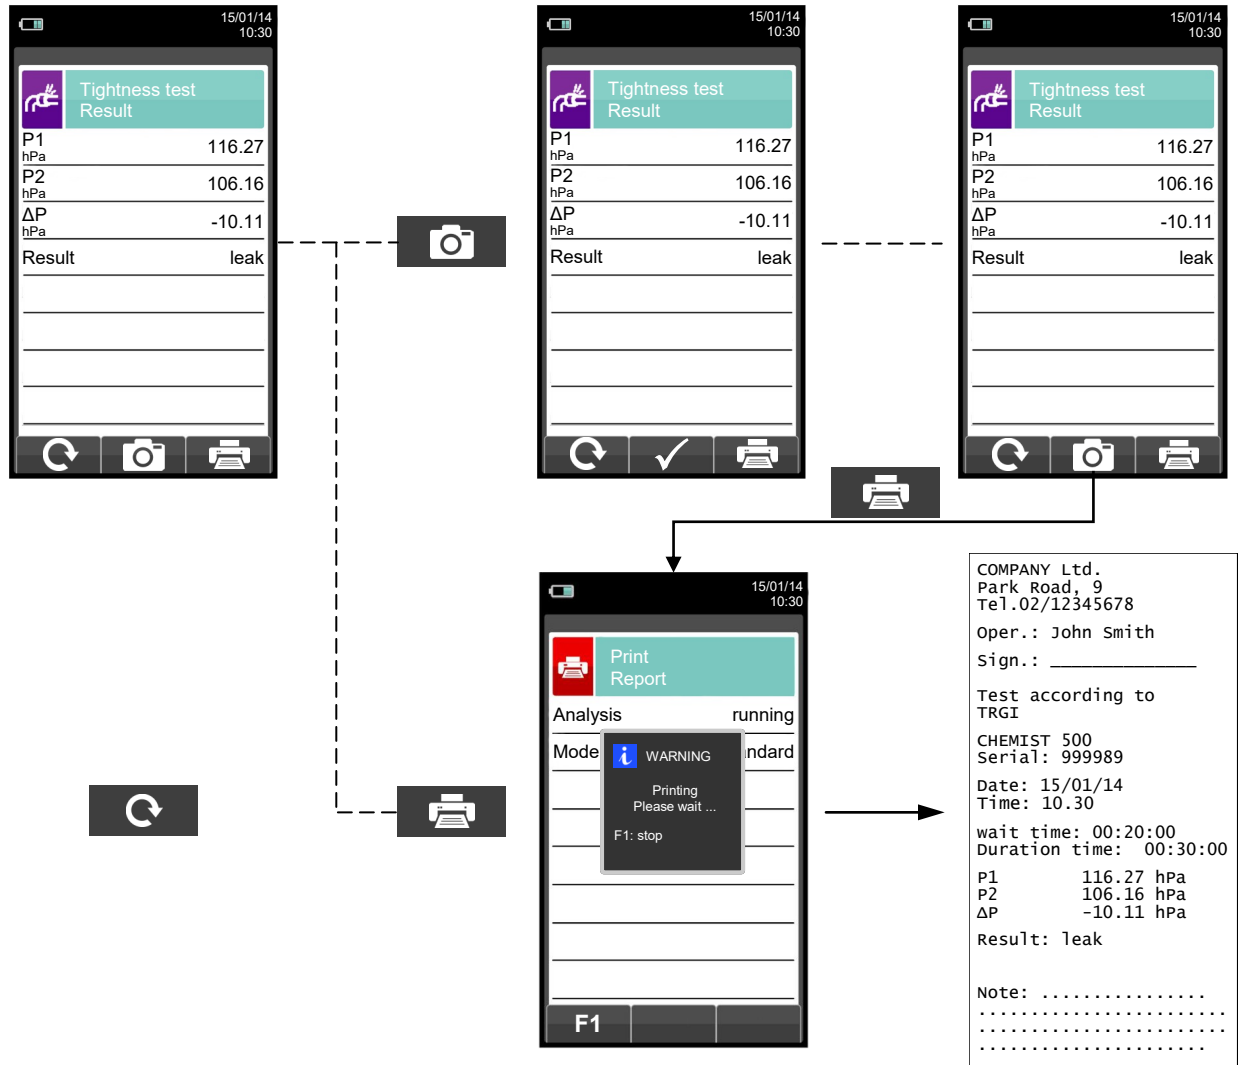 15/01/14
10:30
Tightness test
Result
P1
hPa
116.27
P2
hPa
106.16
ΔP
hPa
-10.11
Result leak
15/01/14
10:30
Tightness test
Result
P1
hPa
116.27
P2
hPa
106.16
ΔP
hPa
-10.11
Result leak
15/01/14
10:30
Tightness test
Result
P1
hPa
116.27
P2
hPa
106.16
ΔP
hPa
-10.11
Result leak
15/01/14
10:30
Print
Report
Analysis running
Mode ndard
i WARNING
Printing
Please wait ...
F1: stop
F1
COMPANY Ltd.
Park Road, 9
Tel.02/12345678
Oper.: John Smith
Sign.: ______________
Test according to
TRGI
CHEMIST 500
Serial: 999989
Date: 15/01/14
Time: 10.30
wait time: 00:20:00
Duration time: 00:30:00
P1 116.27 hPa
P2 106.16 hPa
ΔP -10.11 hPa
Result: leak
Note: ................
........................
........................
......................